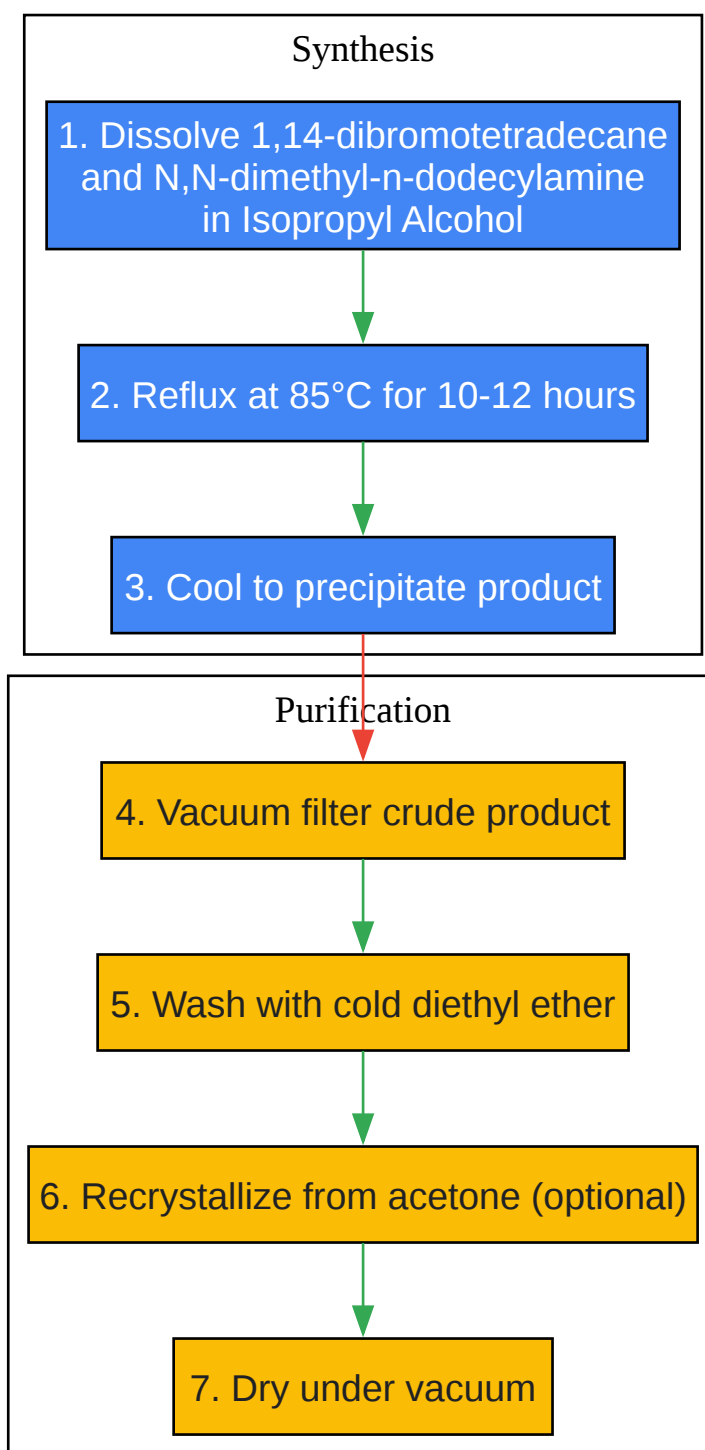 Synthesis
1. Dissolve 1,14-dibromotetradecane
and N,N-dimethyl-n-dodecylamine
in Isopropyl Alcohol
2. Reflux at 85°C for 10-12 hours
3. Cool to precipitate product
Purification
4. Vacuum filter crude product
5. Wash with cold diethyl ether
6. Recrystallize from acetone (optional)
7. Dry under vacuum